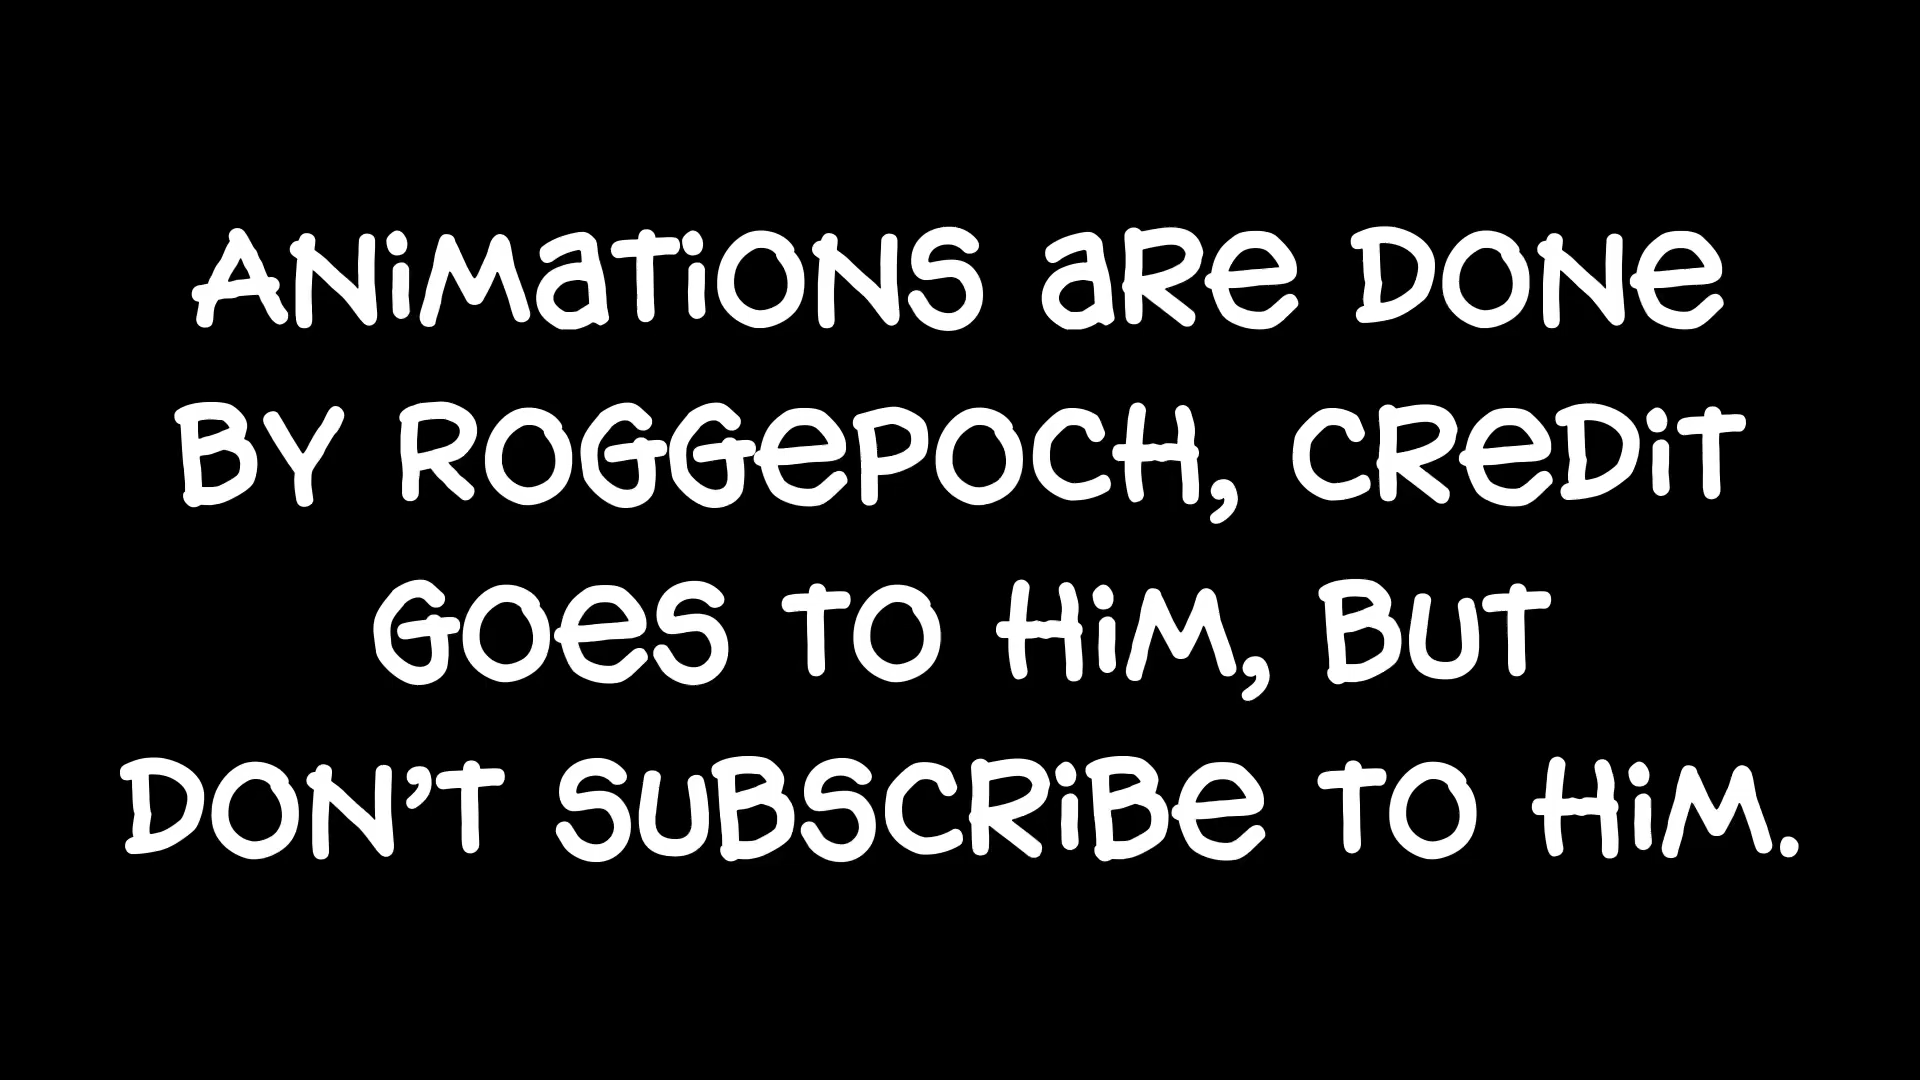 Animations are done
by Roggepoch, credit
goes to him, but
don’t subscribe to him.